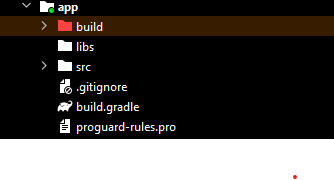 app
build
libs
src
.gitignore
build.gradle
proguard-rules.pro